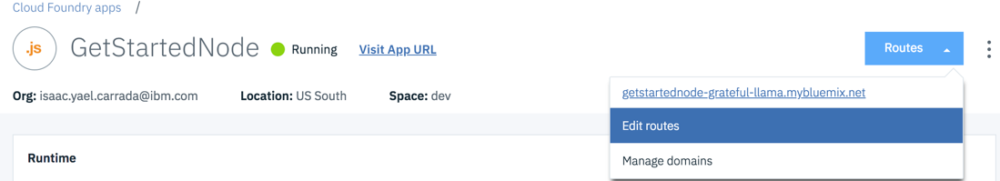 Cloud Foundry apps /
.js GetStartedNode Running Visit App URL Routes
Org: isaac.yael.carrada@ibm.com Location: US South Space: dev
getstartednode-grateful-llama.mybluemix.net
Edit routes
Manage domains
Runtime